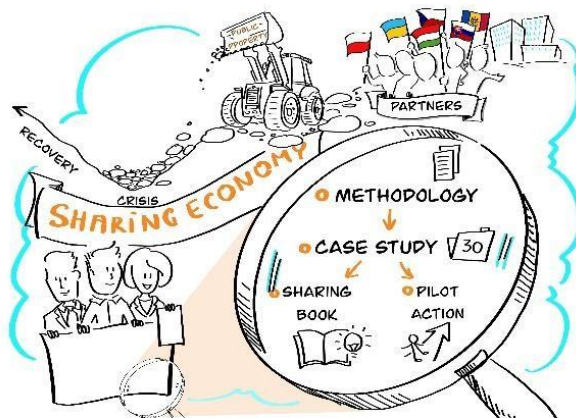 PUBLIC
PROPERTY
PARTNERS
RECOVERY
CRISIS
SHARING ECONOMY
METHODOLOGY
CASE STUDY
30
SHARING
BOOK
PILOT
ACTION